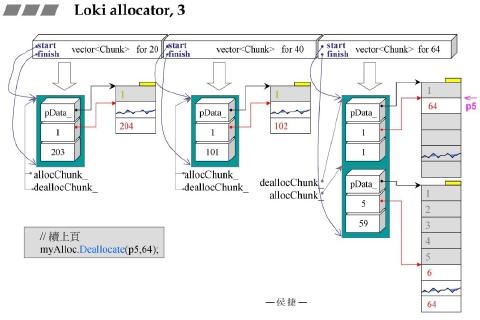 Loki allocator, 3
start
finish
vector<Chunk> for 20
start
finish
vector<Chunk> for 40
start
finish
vector<Chunk> for 64
pData_
1
203
1
204
allocChunk_
deallocChunk_
pData_
1
101
1
102
allocChunk_
deallocChunk_
pData_
1
1
1
64
p5
deallocChunk_
allocChunk_
pData_
5
59
1
2
3
4
5
6
64
// 續上頁
myAlloc.Deallocate(p5,64);
—侯捷—